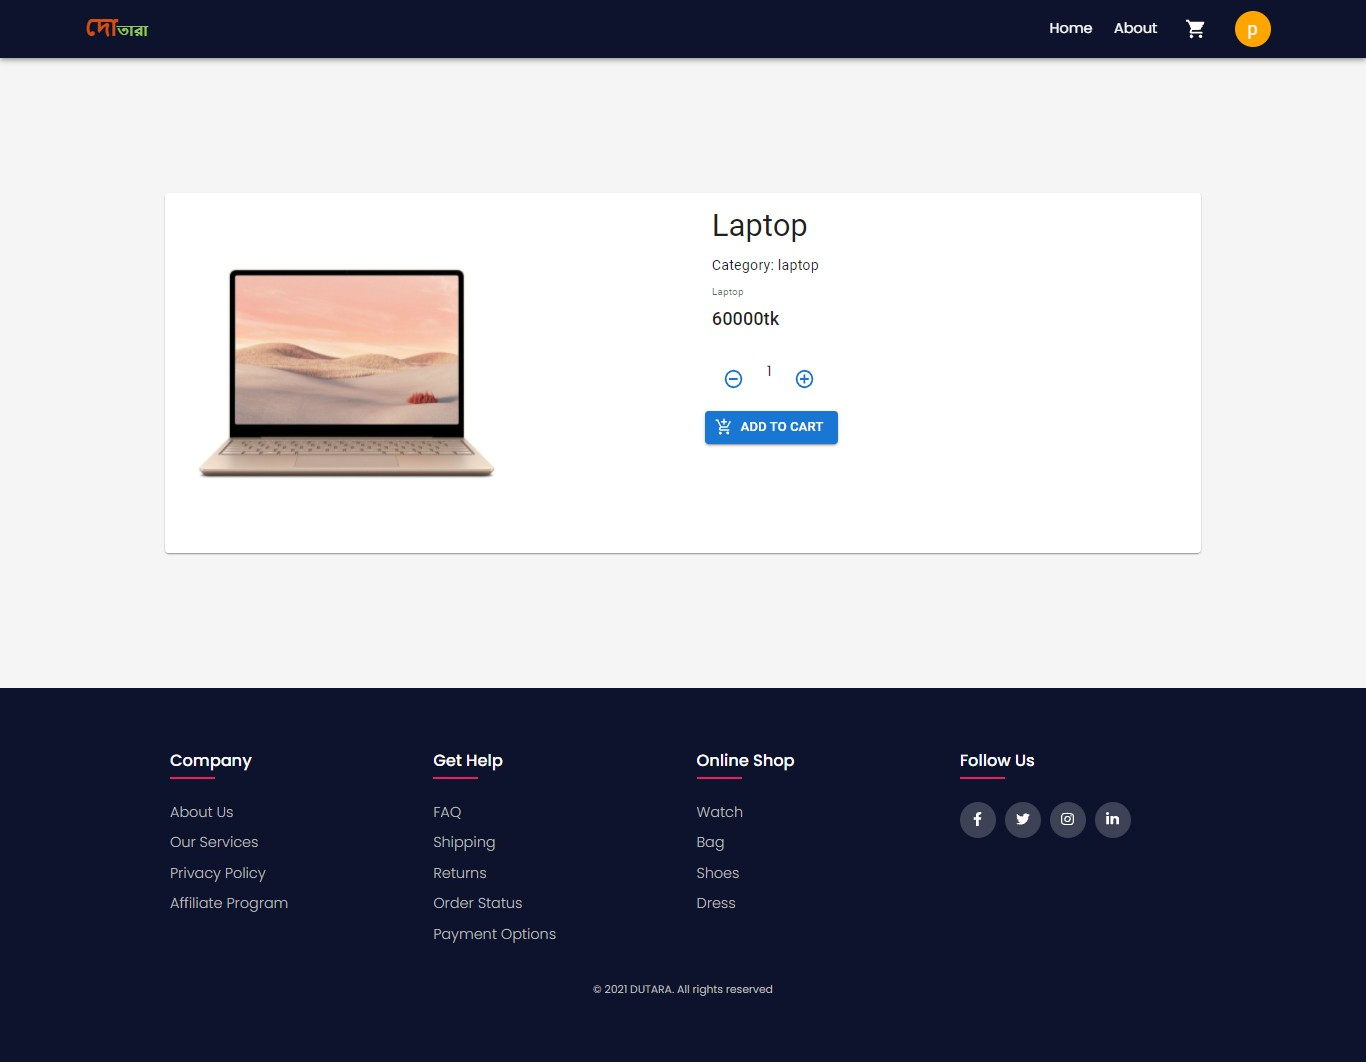 দোতারা
Home About p
Laptop
Category: laptop
Laptop
60000tk
1
ADD TO CART
Company
About Us
Our Services
Privacy Policy
Affiliate Program
Get Help
FAQ
Shipping
Returns
Order Status
Payment Options
Online Shop
Watch
Bag
Shoes
Dress
Follow Us
© 2021 DUTARA. All rights reserved